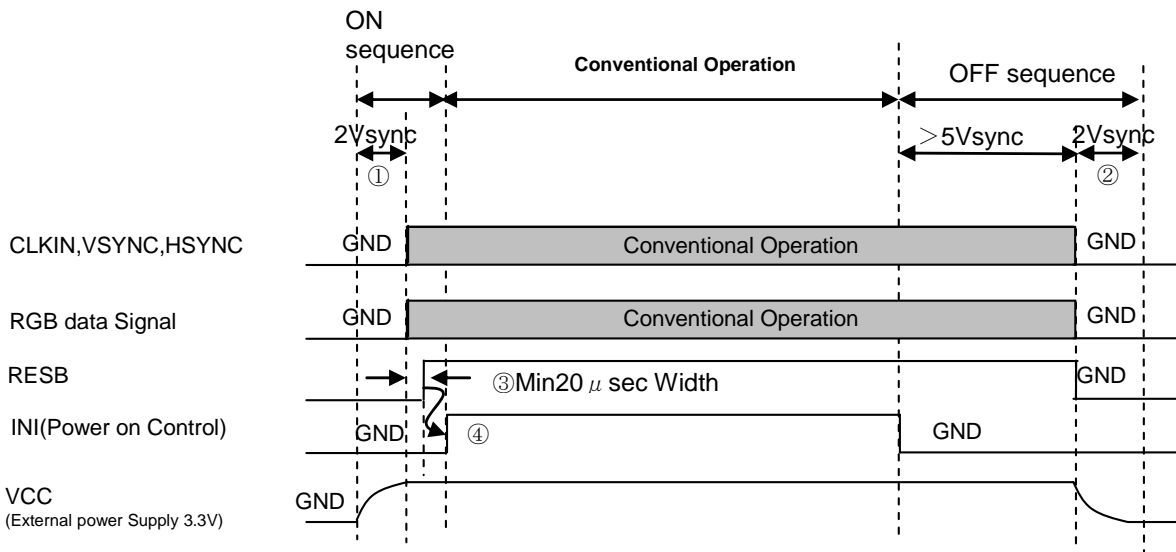 ON
sequence
Conventional Operation
OFF sequence
2Vsync
>5Vsync
2Vsync
①
②
CLKIN,VSYNC,HSYNC
GND
Conventional Operation
GND
RGB data Signal
GND
Conventional Operation
GND
RESB
③Min20μsec Width
GND
INI(Power on Control)
GND
④
GND
VCC
(External power Supply 3.3V)
GND